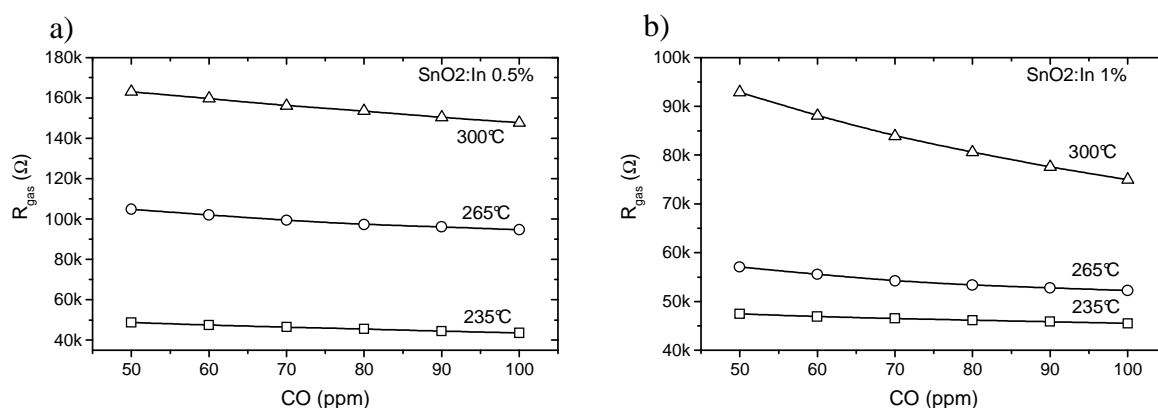 a)
180k
160k
140k
120k
100k
80k
60k
40k
50 60 70 80 90 100
CO (ppm)
Rgas (Ω)
SnO2:In 0.5%
300°C
265°C
235°C
b)
100k
90k
80k
70k
60k
50k
40k
50 60 70 80 90 100
CO (ppm)
Rgas (Ω)
SnO2:In 1%
300°C
265°C
235°C